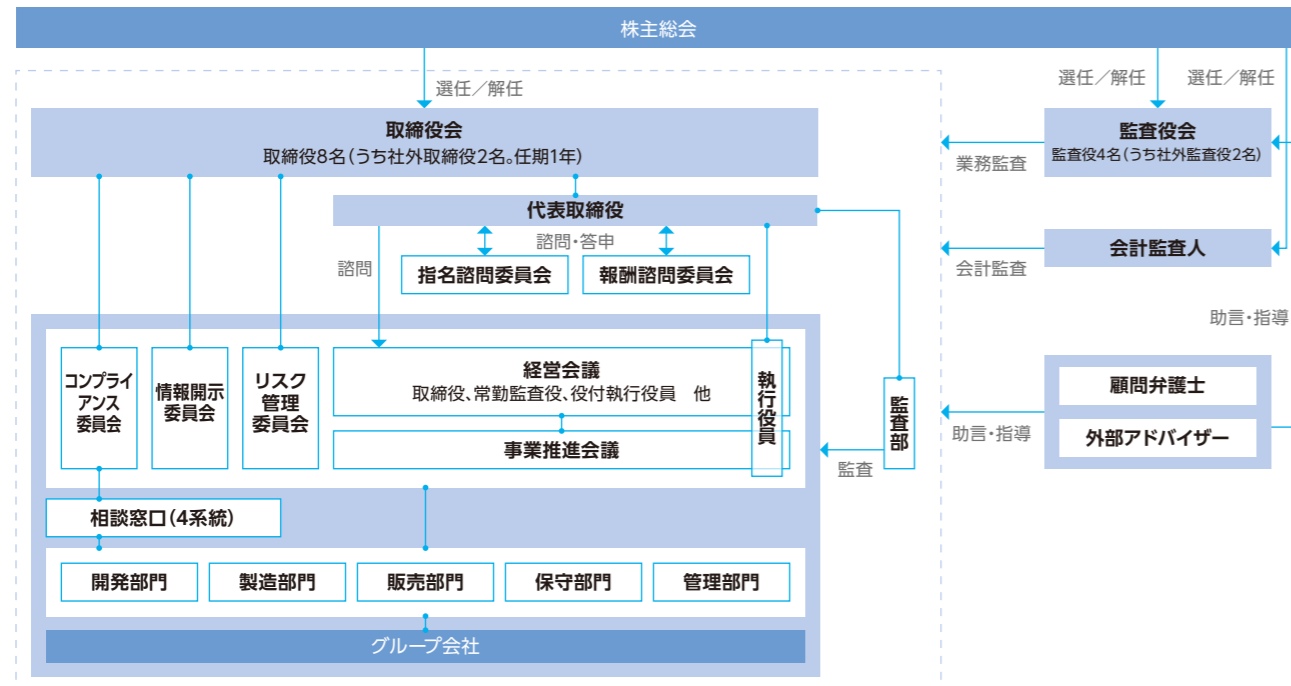 株主総会
選任／解任
選任／解任
選任／解任
取締役会
取締役8名（うち社外取締役2名。任期1年）
監査役会
監査役4名（うち社外監査役2名）
業務監査
代表取締役
諮問・答申
諮問
指名諮問委員会
報酬諮問委員会
会計監査人
会計監査
助言・指導
コンプライ
アンス
委員会
情報開示
委員会
リスク
管理
委員会
経営会議
取締役、常勤監査役、役付執行役員　他
事業推進会議
執行役員
監査部
監査
顧問弁護士
外部アドバイザー
助言・指導
相談窓口（4系統）
開発部門
製造部門
販売部門
保守部門
管理部門
グループ会社